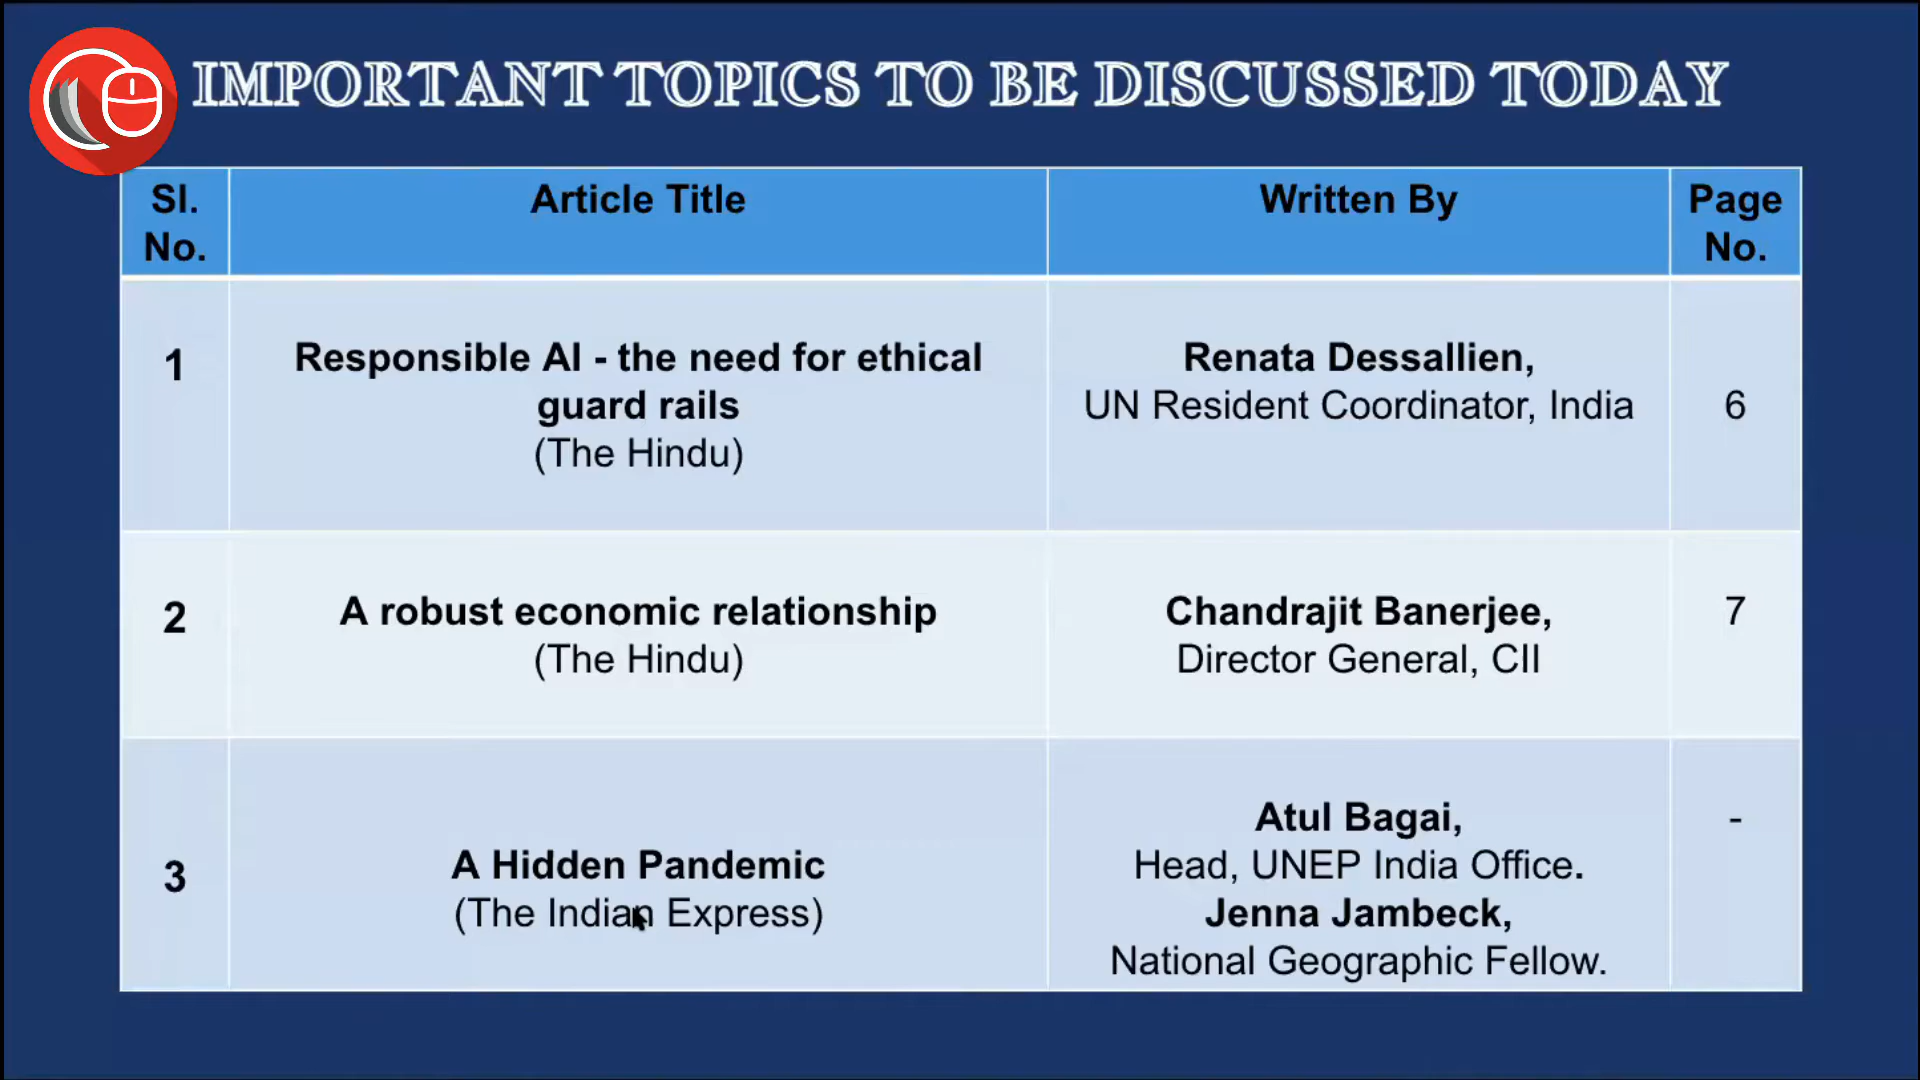 IMPORTANT TOPICS TO BE DISCUSSED TODAY
Sl.
No.
Article Title
Written By
Page
No.
1
Responsible AI - the need for ethical
guard rails
(The Hindu)
Renata Dessallien,
UN Resident Coordinator, India
6
2
A robust economic relationship
(The Hindu)
Chandrajit Banerjee,
Director General, CII
7
3
A Hidden Pandemic
(The Indian Express)
Atul Bagai,
Head, UNEP India Office.
Jenna Jambeck,
National Geographic Fellow.
-